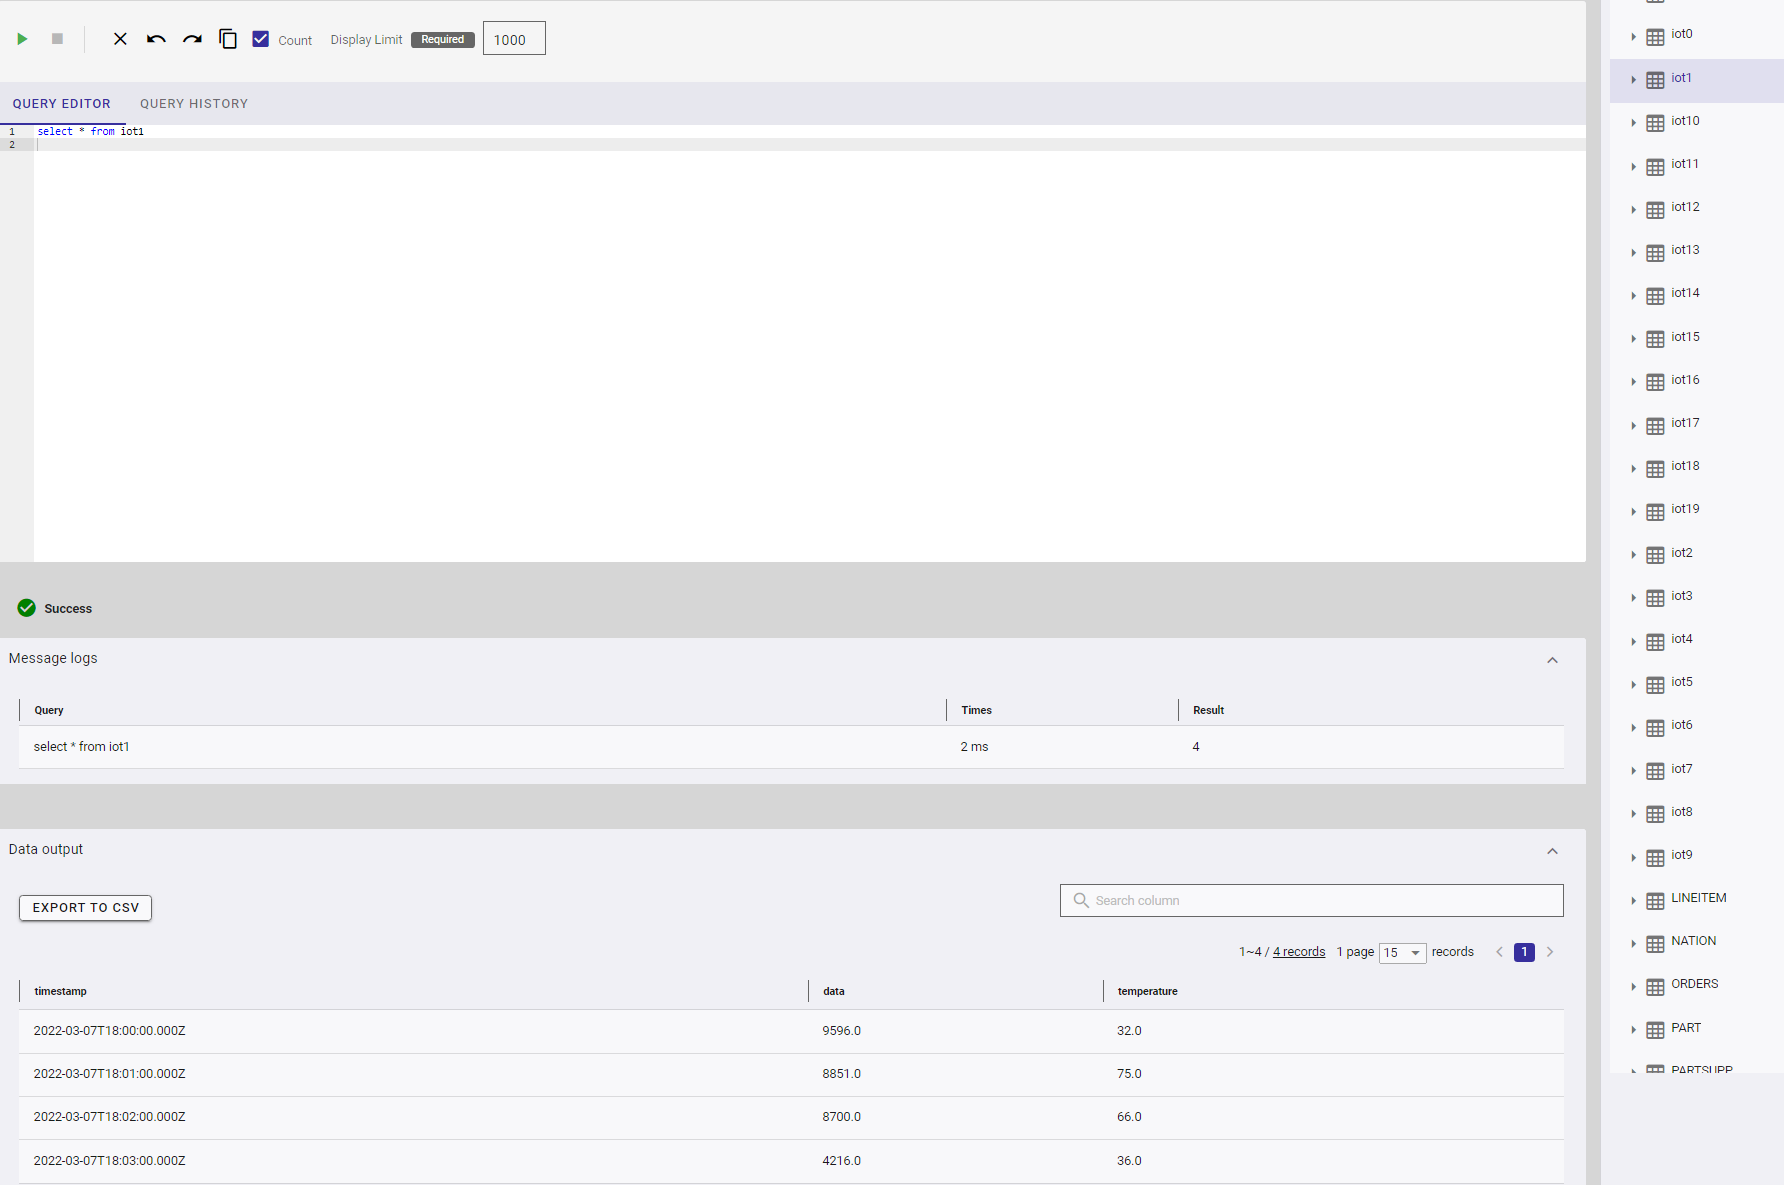 Count Display Limit Required 1000
QUERY EDITOR QUERY HISTORY
1 select * from iot1
2
Success
Message logs
Query Times Result
select * from iot1 2 ms 4
Data output
EXPORT TO CSV
Search column
1~4 / 4 records 1 page 15 records 1
timestamp data temperature
2022-03-07T18:00:00.000Z 9596.0 32.0
2022-03-07T18:01:00.000Z 8851.0 75.0
2022-03-07T18:02:00.000Z 8700.0 66.0
2022-03-07T18:03:00.000Z 4216.0 36.0
iot0
iot1
iot10
iot11
iot12
iot13
iot14
iot15
iot16
iot17
iot18
iot19
iot2
iot3
iot4
iot5
iot6
iot7
iot8
iot9
LINEITEM
NATION
ORDERS
PART
PARTSUPP